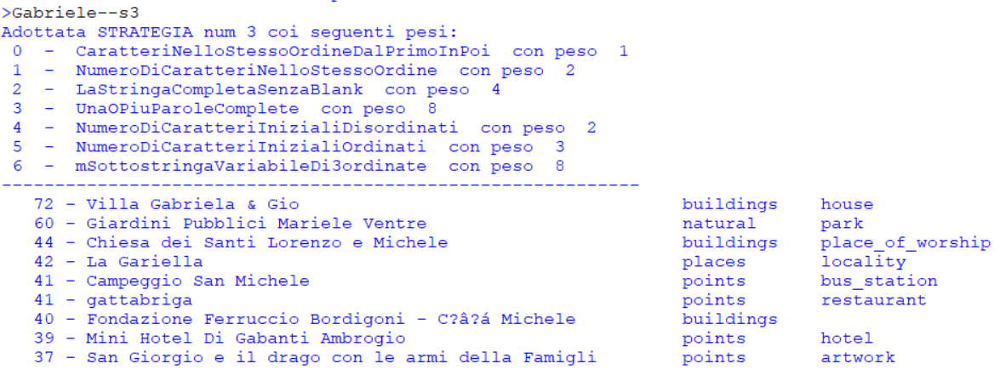 >Gabriele--s3
Adottata STRATEGIA num 3 coi seguenti pesi:
0 - CaratteriNelloStessoOrdineDalPrimoInPoi con peso 1
1 - NumeroDiCaratteriNelloStessoOrdine con peso 2
2 - LaStringaCompletaSenzaBlank con peso 4
3 - UnaOPiuParoleComplete con peso 8
4 - NumeroDiCaratteriInizialiDisordinati con peso 2
5 - NumeroDiCaratteriInizialiOrdinati con peso 3
6 - mSottostringaVariabileDi3ordinate con peso 8
------------------------------------------------------------
72 - Villa Gabriela & Gio buildings house
60 - Giardini Pubblici Mariele Ventre natural park
44 - Chiesa dei Santi Lorenzo e Michele buildings place_of_worship
42 - La Gariella places locality
41 - Campeggio San Michele points bus_station
41 - gattabriga points restaurant
40 - Fondazione Ferruccio Bordigoni - C?â?á Michele buildings
39 - Mini Hotel Di Gabanti Ambrogio points hotel
37 - San Giorgio e il drago con le armi della Famigli points artwork